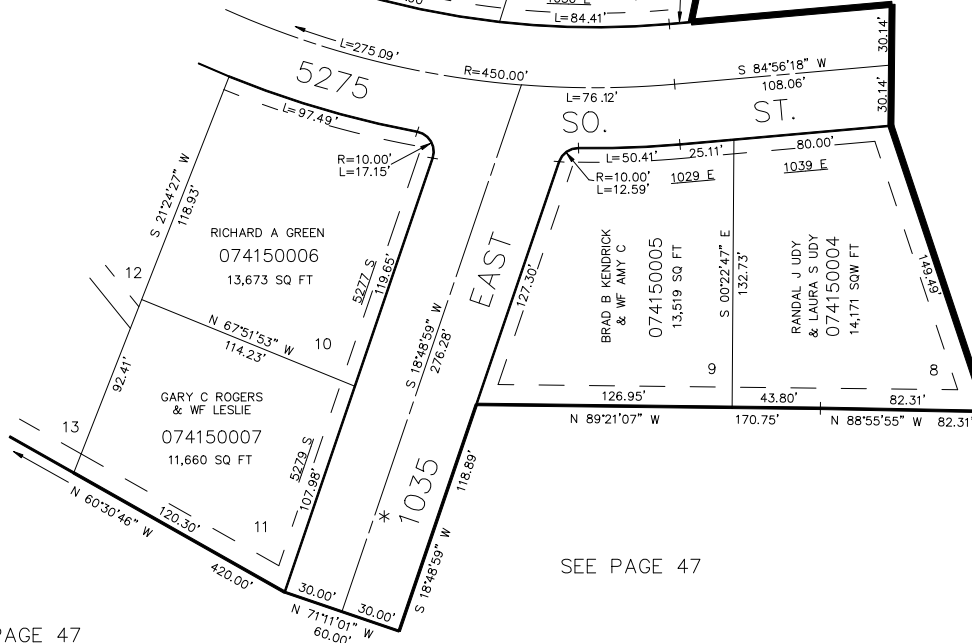 L=84.41'
30.14'
30.14'
L=275.09'
R=450.00'
S 84°56'18" W
108.06'
5275
L=76.12'
SO.
ST.
L=97.49'
R=10.00'
L=17.15'
L=50.41'
25.11'
80.00'
R=10.00'
L=12.59'
1029 E
1039 E
S 21°24'27" W
118.93'
RICHARD A GREEN
074150006
13,673 SQ FT
12
5277 S
119.65'
10
N 67°51'53" W
114.23'
EAST
127.30'
BRAD B KENDRICK
& WF AMY C
074150005
13,519 SQ FT
S 00°22'47" E
132.73'
RANDAL J UDY
& LAURA S UDY
074150004
14,171 SQW FT
149.49'
S 18°48'59" W
276.28'
9
8
92.41'
GARY C ROGERS
& WF LESLIE
074150007
11,660 SQ FT
13
5279 S
107.98'
11
126.95'
43.80'
82.31'
N 89°21'07" W
170.75'
N 88°55'55" W
82.31'
118.89'
* 1035
N 60°30'46" W
120.30'
420.00'
S 18°48'59" W
30.00'
30.00'
N 71°11'01" W
60.00'
SEE PAGE 47
PAGE 47